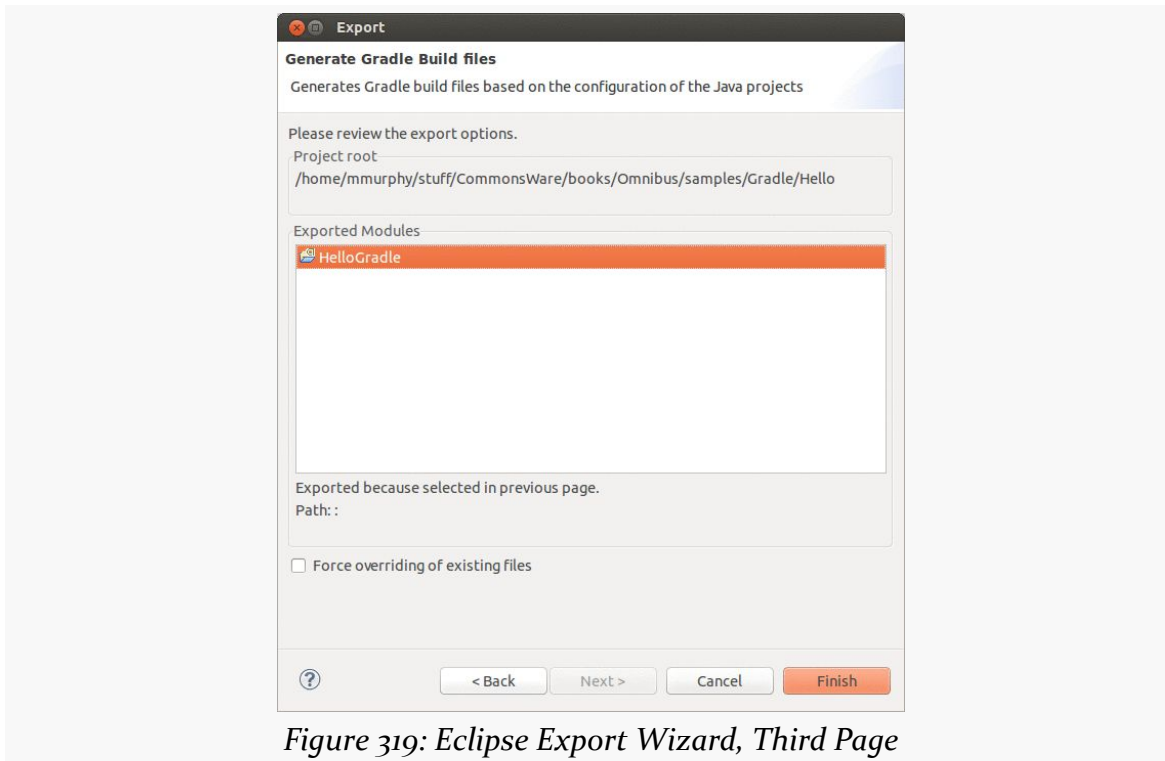 Export
Generate Gradle Build files
Generates Gradle build files based on the configuration of the Java projects
Please review the export options.
Project root
/home/mmurphy/stuff/CommonsWare/books/Omnibus/samples/Gradle/Hello
Exported Modules
HelloGradle
Exported because selected in previous page.
Path: :
Force overriding of existing files
?
< Back
Next >
Cancel
Finish
Figure 319: Eclipse Export Wizard, Third Page